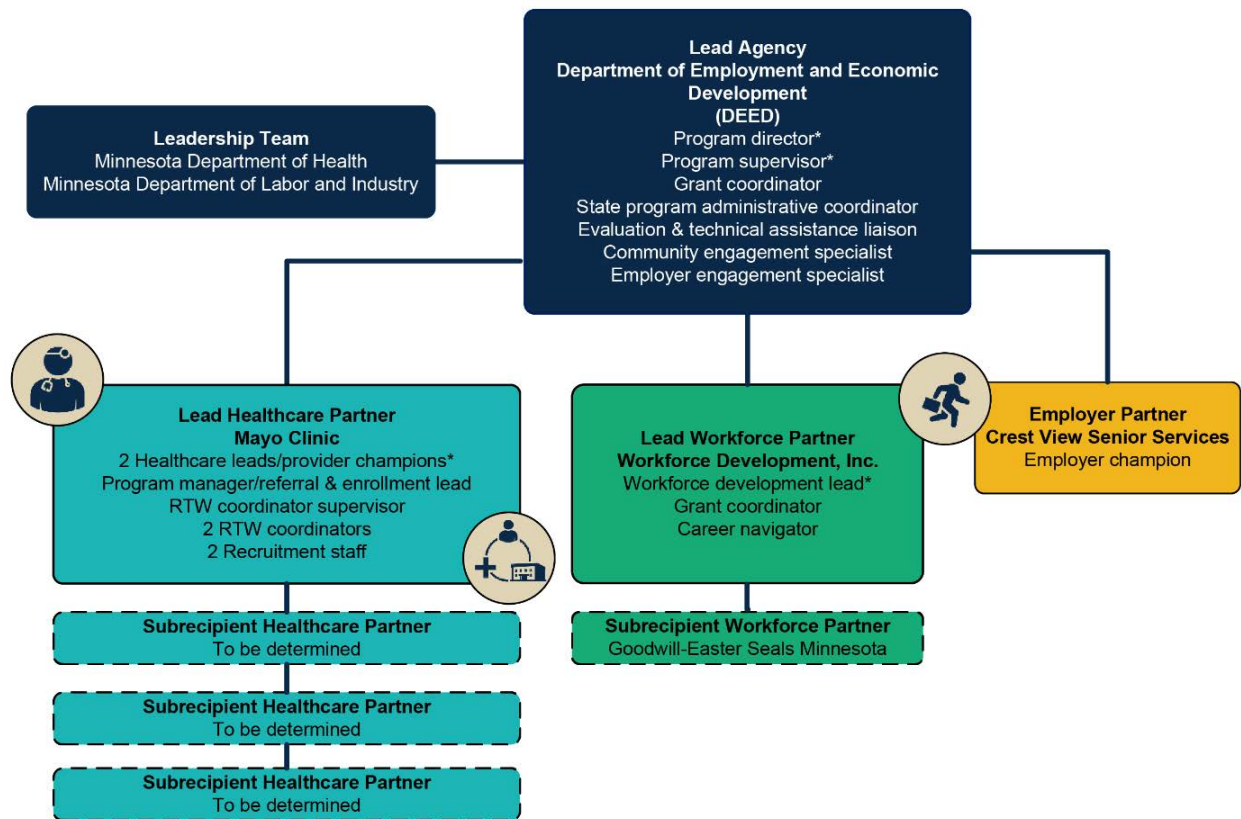 Lead Agency
Department of Employment and Economic
Development
(DEED)
Program director*
Program supervisor*
Grant coordinator
State program administrative coordinator
Evaluation & technical assistance liaison
Community engagement specialist
Employer engagement specialist
Leadership Team
Minnesota Department of Health
Minnesota Department of Labor and Industry
Lead Healthcare Partner
Mayo Clinic
2 Healthcare leads/provider champions*
Program manager/referral & enrollment lead
RTW coordinator supervisor
2 RTW coordinators
2 Recruitment staff
Subrecipient Healthcare Partner
To be determined
Subrecipient Healthcare Partner
To be determined
Subrecipient Healthcare Partner
To be determined
Lead Workforce Partner
Workforce Development, Inc.
Workforce development lead*
Grant coordinator
Career navigator
Subrecipient Workforce Partner
Goodwill-Easter Seals Minnesota
Employer Partner
Crest View Senior Services
Employer champion